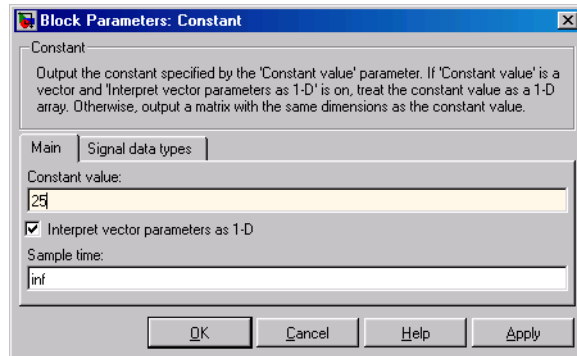 Block Parameters: Constant
Constant
Output the constant specified by the 'Constant value' parameter. If 'Constant value' is a
vector and 'Interpret vector parameters as 1-D' is on, treat the constant value as a 1-D
array. Otherwise, output a matrix with the same dimensions as the constant value.
Main Signal data types
Constant value:
25
Interpret vector parameters as 1-D
Sample time:
inf
OK Cancel Help Apply